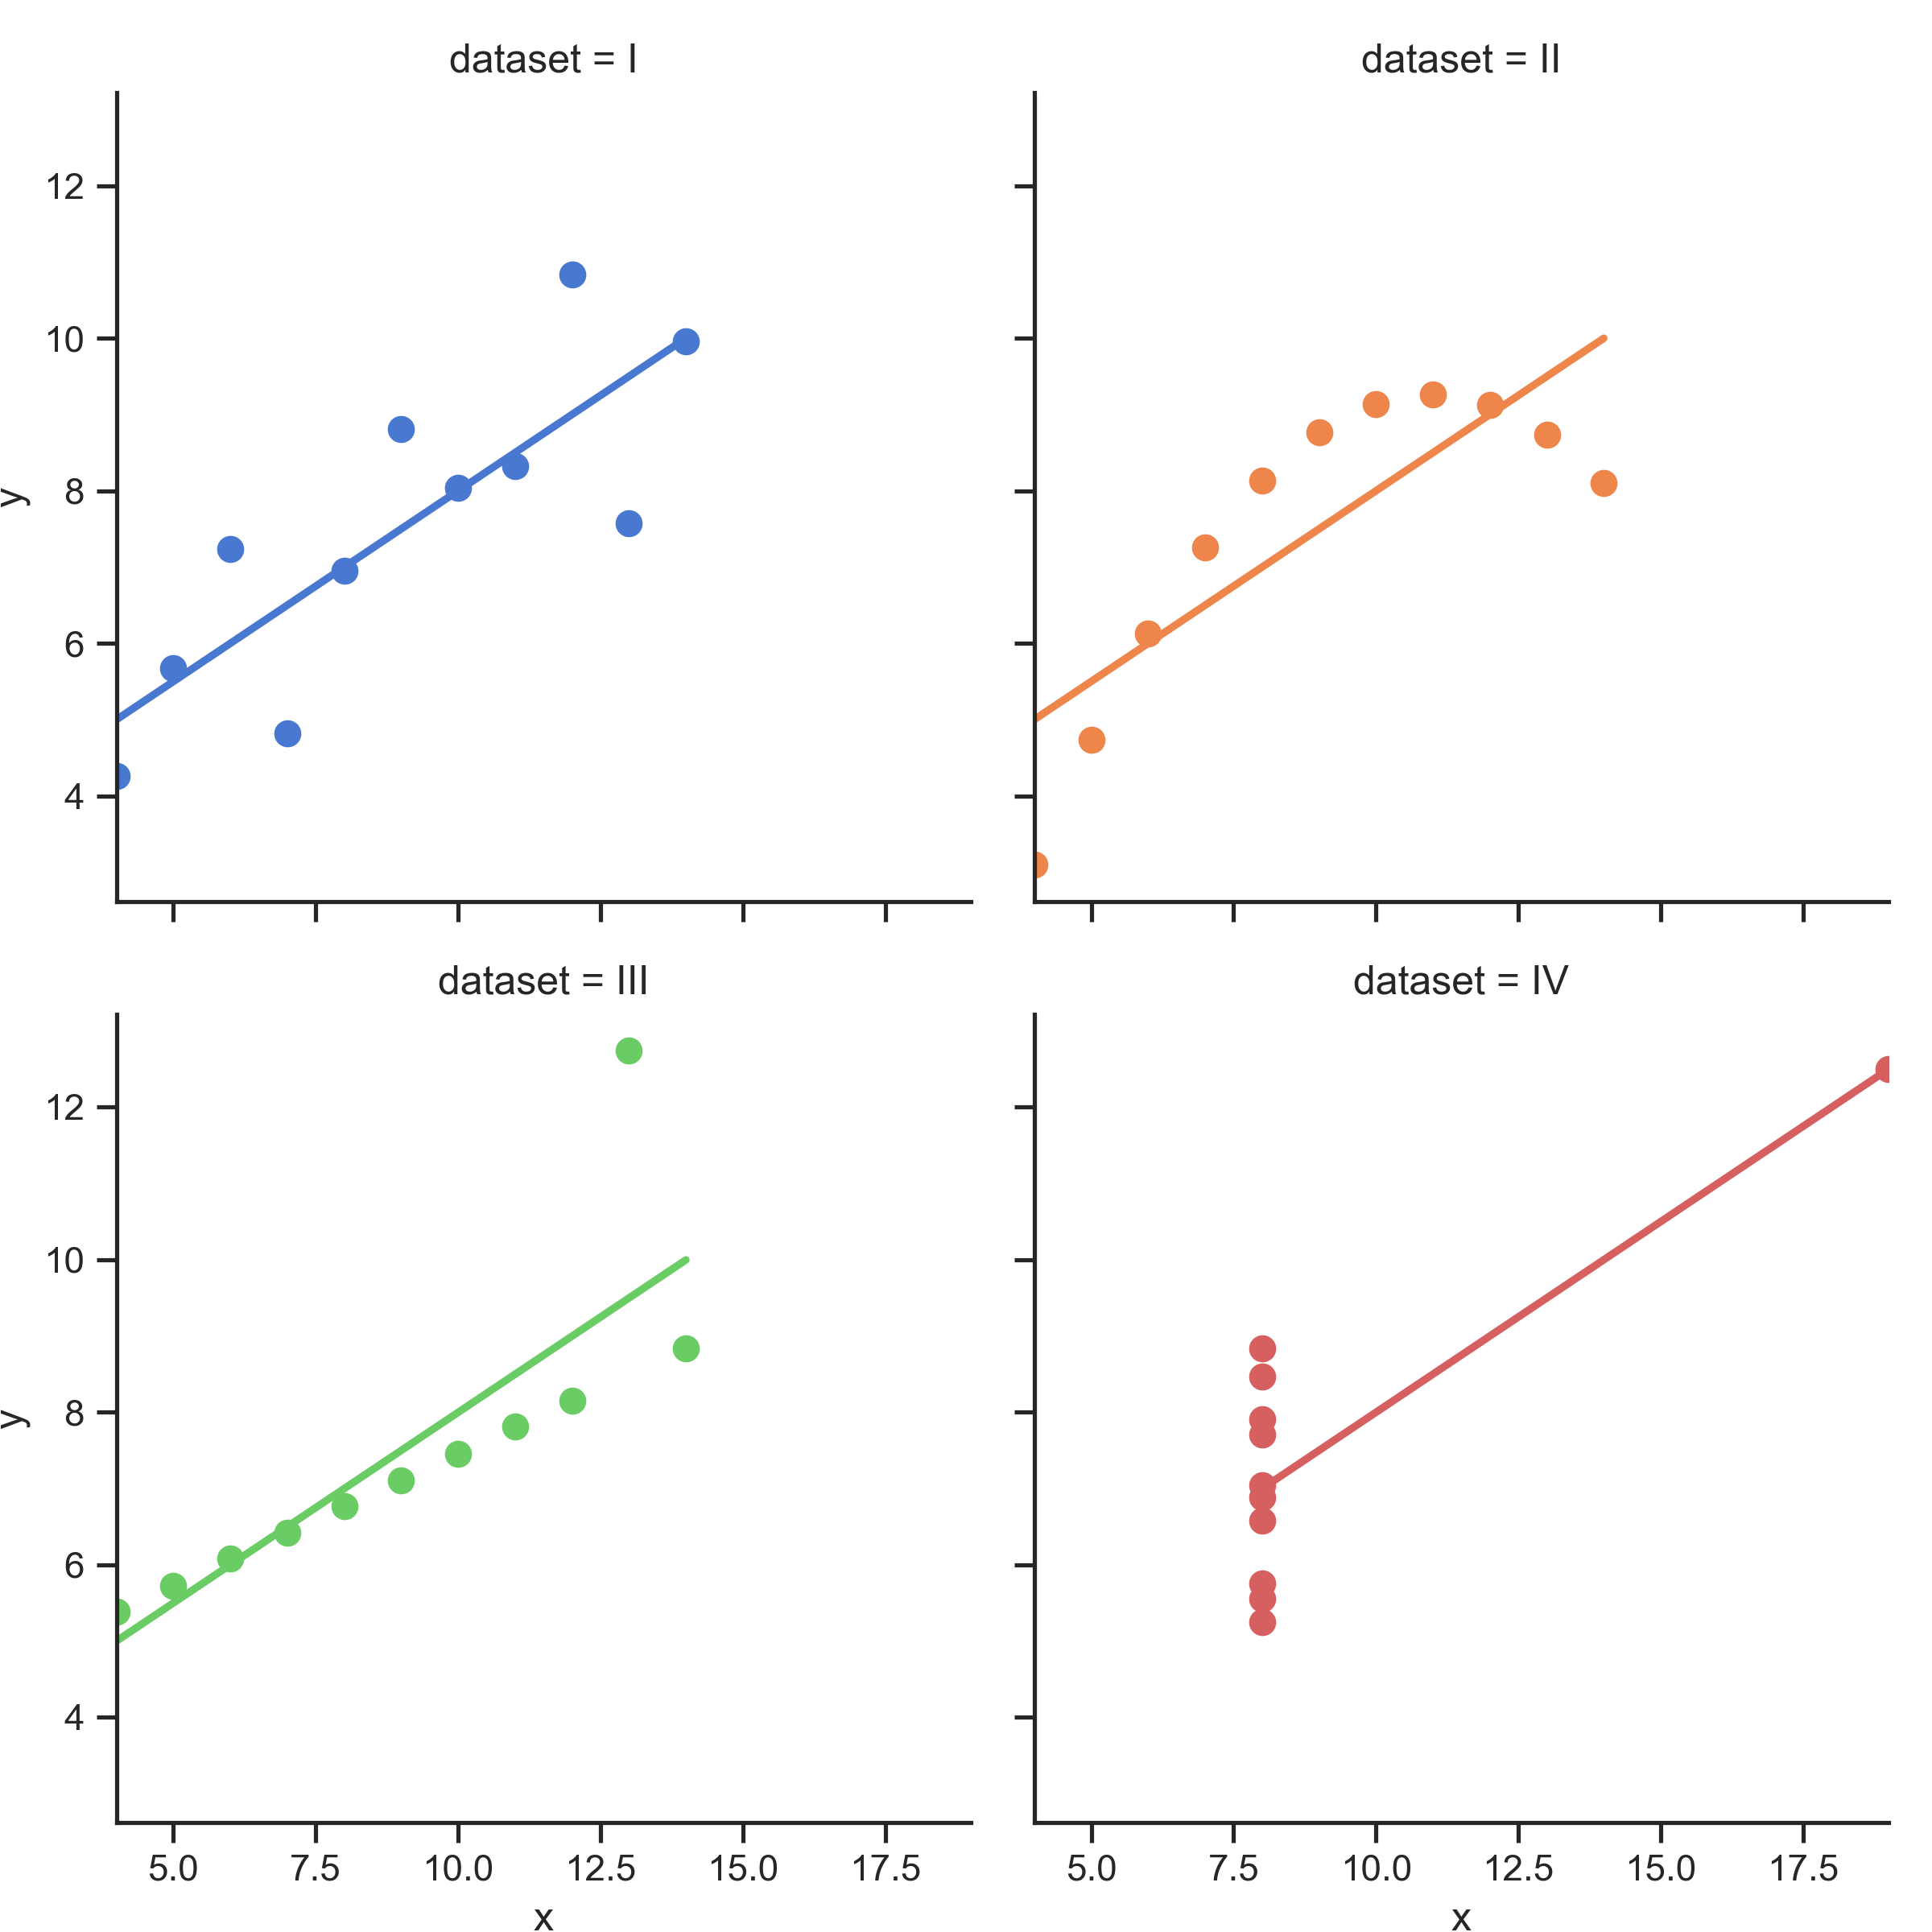 dataset = I
dataset = II
12
10
8
6
4
y
dataset = III
dataset = IV
12
10
8
6
4
y
5.0 7.5 10.0 12.5 15.0 17.5
5.0 7.5 10.0 12.5 15.0 17.5
x
x